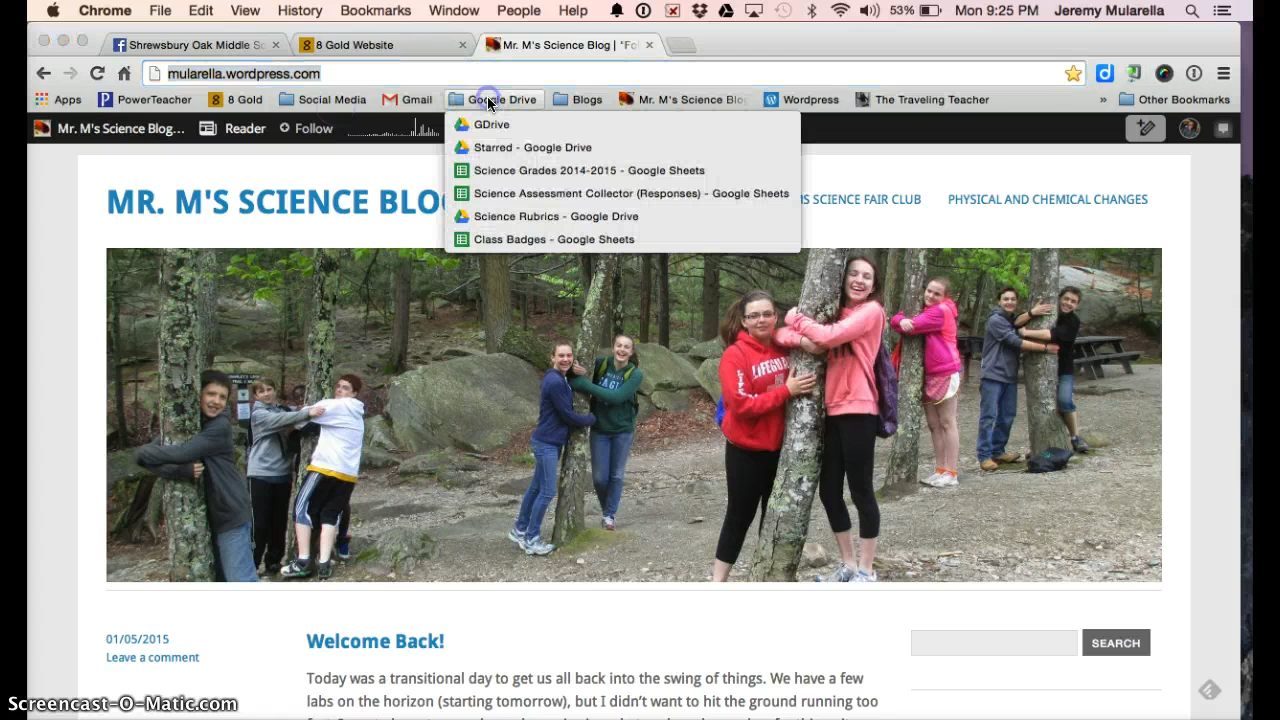 Chrome File Edit View History Bookmarks Window People Help 53% Mon 9:25 PM Jeremy Mularella
Shrewsbury Oak Middle Sc
8 Gold Website
Mr. M's Science Blog | "Fol
mularella.wordpress.com
Apps PowerTeacher 8 Gold Social Media Gmail Google Drive Blogs Mr. M's Science Blo Wordpress The Traveling Teacher » Other Bookmarks
Mr. M's Science Blog... Reader Follow
GDrive
Starred - Google Drive
Science Grades 2014-2015 - Google Sheets
Science Assessment Collector (Responses) - Google Sheets
Science Rubrics - Google Drive
Class Badges - Google Sheets
MR. M'S SCIENCE BLO
S SCIENCE FAIR CLUB
PHYSICAL AND CHEMICAL CHANGES
LIFEGUARD
01/05/2015
Leave a comment
Welcome Back!
SEARCH
Today was a transitional day to get us all back into the swing of things. We have a few
labs on the horizon (starting tomorrow), but I didn't want to hit the ground running
Screencast-O-Matic.com